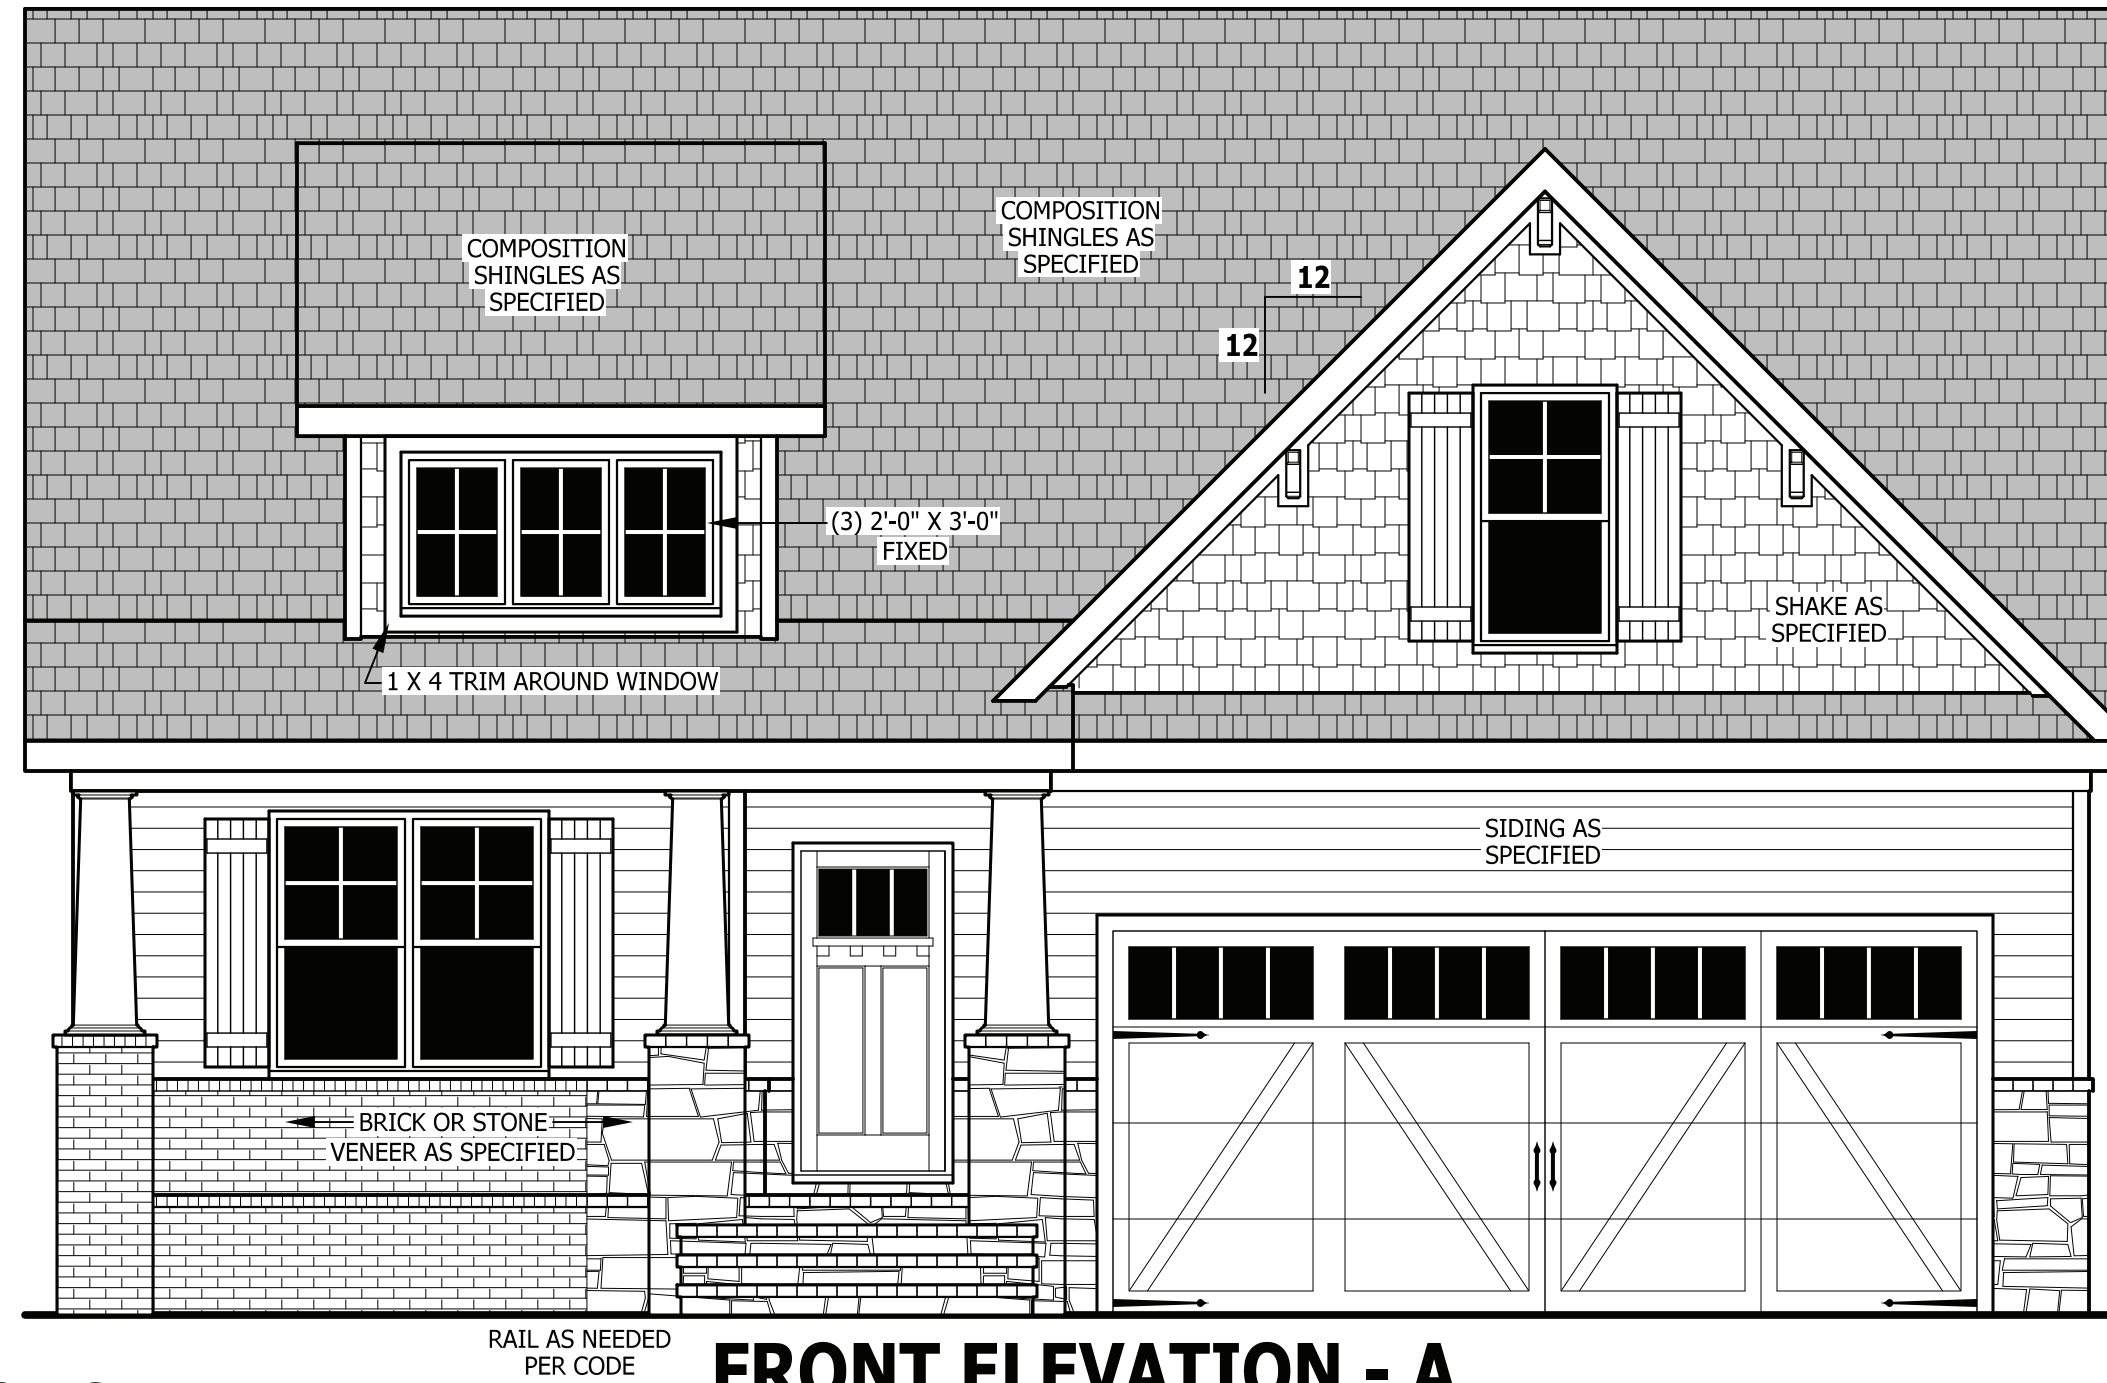 COMPOSITION
SHINGLES AS
SPECIFIED
COMPOSITION
SHINGLES AS
SPECIFIED
12
12
(3) 2'-0" X 3'-0"
FIXED
SHAKE AS
SPECIFIED
1 X 4 TRIM AROUND WINDOW
SIDING AS
SPECIFIED
BRICK OR STONE
VENEER AS SPECIFIED
RAIL AS NEEDED
PER CODE
FRONT ELEVATION - A